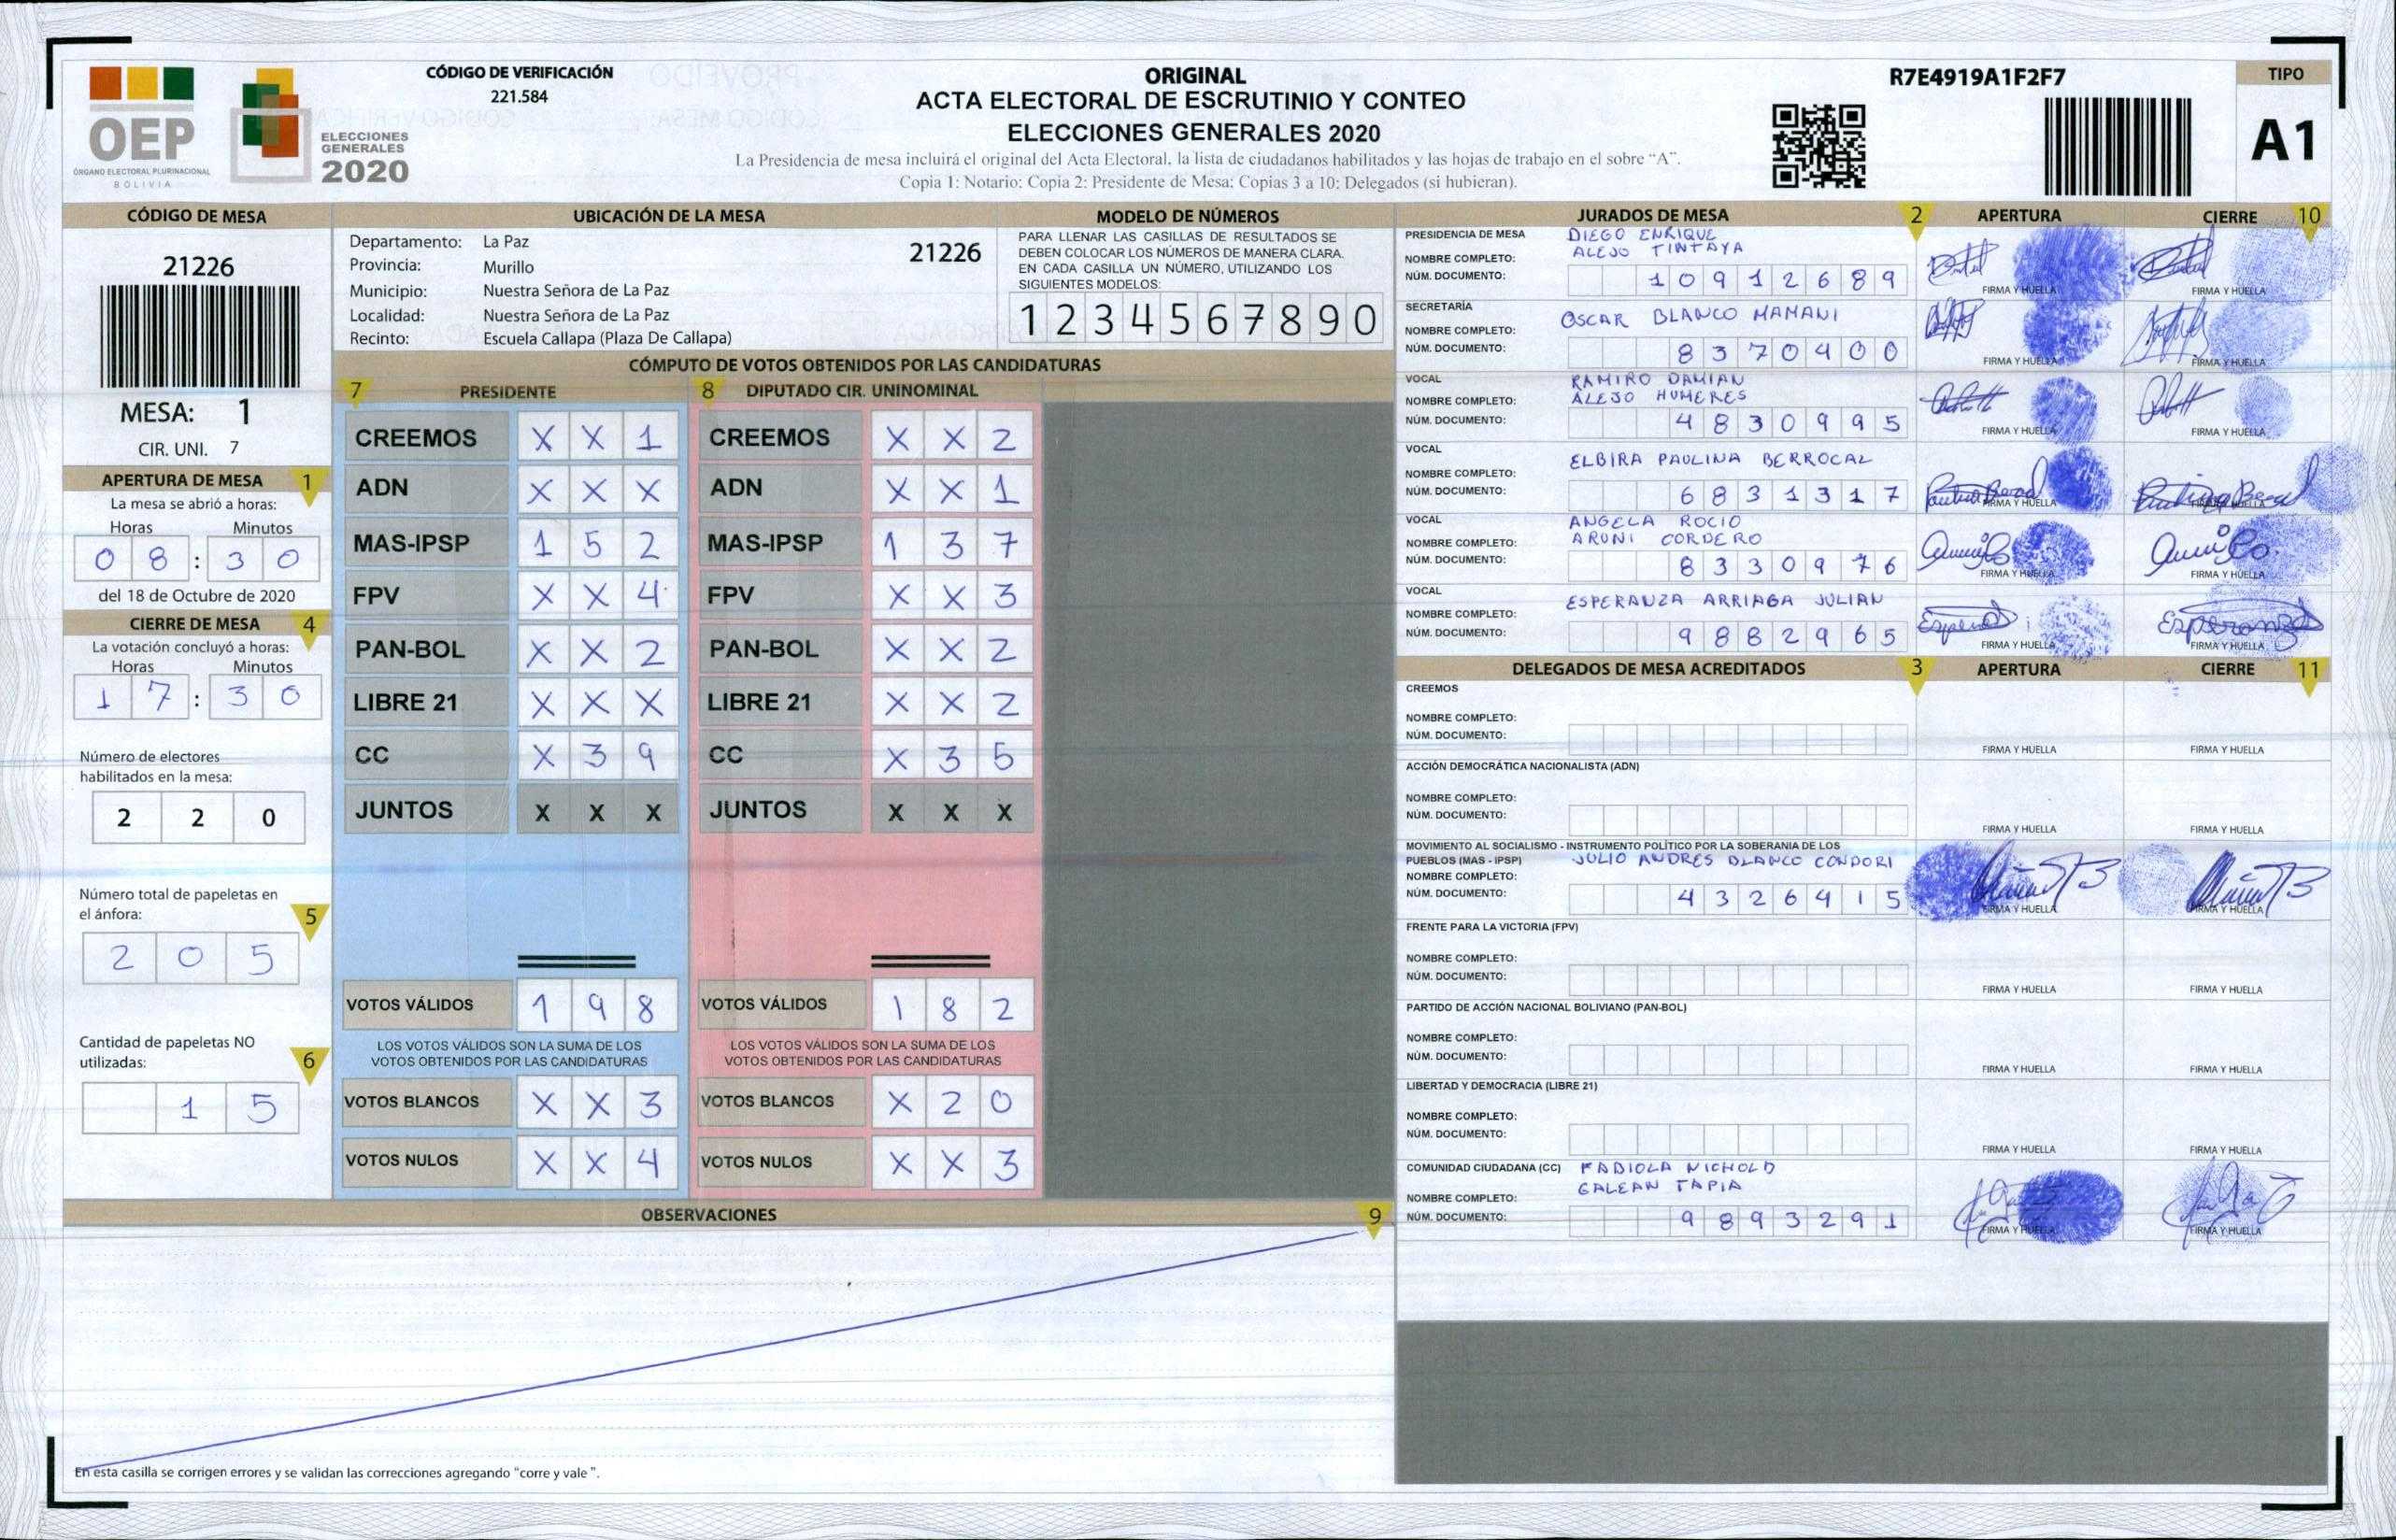 CÓDIGO DE VERIFICACIÓN
221.584
OEP
ÓRGANO ELECTORAL PLURINACIONAL
BOLIVIA
ELECCIONES
GENERALES
2020
ORIGINAL
ACTA ELECTORAL DE ESCRUTINIO Y CONTEO
ELECCIONES GENERALES 2020
La Presidencia de mesa incluirá el original del Acta Electoral, la lista de ciudadanos habilitados y las hojas de trabajo en el sobre "A".
Copia 1: Notario; Copia 2: Presidente de Mesa; Copias 3 a 10: Delegados (si hubieran).
R7E4919A1F2F7
TIPO
A1
CÓDIGO DE MESA
21226
MESA: 1
CIR. UNI. 7
APERTURA DE MESA 1
La mesa se abrió a horas:
Horas Minutos
0 8 : 3 0
del 18 de Octubre de 2020
CIERRE DE MESA 4
La votación concluyó a horas:
Horas Minutos
1 7 : 3 0
Número de electores
habilitados en la mesa:
2 2 0
Número total de papeletas en
el ánfora: 5
2 0 5
Cantidad de papeletas NO
utilizadas: 6
1 5
UBICACIÓN DE LA MESA
Departamento: La Paz 21226
Provincia: Murillo
Municipio: Nuestra Señora de La Paz
Localidad: Nuestra Señora de La Paz
Recinto: Escuela Callapa (Plaza De Callapa)
MODELO DE NÚMEROS
PARA LLENAR LAS CASILLAS DE RESULTADOS SE
DEBEN COLOCAR LOS NÚMEROS DE MANERA CLARA.
EN CADA CASILLA UN NÚMERO, UTILIZANDO LOS
SIGUIENTES MODELOS:
1 2 3 4 5 6 7 8 9 0
CÓMPUTO DE VOTOS OBTENIDOS POR LAS CANDIDATURAS
7 PRESIDENTE
CREEMOS X X 1
ADN X X X
MAS-IPSP 1 5 2
FPV X X 4
PAN-BOL X X 2
LIBRE 21 X X X
CC X 3 9
JUNTOS X X X
VOTOS VÁLIDOS 1 9 8
LOS VOTOS VÁLIDOS SON LA SUMA DE LOS
VOTOS OBTENIDOS POR LAS CANDIDATURAS
VOTOS BLANCOS X X 3
VOTOS NULOS X X 4
8 DIPUTADO CIR. UNINOMINAL
CREEMOS X X 2
ADN X X 1
MAS-IPSP 1 3 7
FPV X X 3
PAN-BOL X X 2
LIBRE 21 X X 2
CC X 3 5
JUNTOS X X X
VOTOS VÁLIDOS 1 8 2
LOS VOTOS VÁLIDOS SON LA SUMA DE LOS
VOTOS OBTENIDOS POR LAS CANDIDATURAS
VOTOS BLANCOS X 2 0
VOTOS NULOS X X 3
OBSERVACIONES 9
En esta casilla se corrigen errores y se validan las correcciones agregando "corre y vale".
JURADOS DE MESA 2 APERTURA CIERRE 10
PRESIDENCIA DE MESA DIEGO ENRIQUE
NOMBRE COMPLETO: ALEJO TINTAYA
NÚM. DOCUMENTO: 1 0 9 1 2 6 8 9
FIRMA Y HUELLA FIRMA Y HUELLA
SECRETARÍA
NOMBRE COMPLETO: OSCAR BLANCO MAMANI
NÚM. DOCUMENTO: 8 3 7 0 4 0 0
FIRMA Y HUELLA FIRMA Y HUELLA
VOCAL RAMIRO DAMIAN
NOMBRE COMPLETO: ALEJO HUMERES
NÚM. DOCUMENTO: 4 8 3 0 9 9 5
FIRMA Y HUELLA FIRMA Y HUELLA
VOCAL
NOMBRE COMPLETO: ELBIRA PAULINA BERROCAL
NÚM. DOCUMENTO: 6 8 3 1 3 1 7
FIRMA Y HUELLA FIRMA Y HUELLA
VOCAL ANGELA ROCIO
NOMBRE COMPLETO: ARUNI CORDERO
NÚM. DOCUMENTO: 8 3 3 0 9 7 6
FIRMA Y HUELLA FIRMA Y HUELLA
VOCAL
NOMBRE COMPLETO: ESPERANZA ARRIAGA JULIAN
NÚM. DOCUMENTO: 9 8 8 2 9 6 5
FIRMA Y HUELLA Esperanza FIRMA Y HUELLA
DELEGADOS DE MESA ACREDITADOS 3 APERTURA CIERRE 11
CREEMOS
NOMBRE COMPLETO:
NÚM. DOCUMENTO:
FIRMA Y HUELLA FIRMA Y HUELLA
ACCIÓN DEMOCRÁTICA NACIONALISTA (ADN)
NOMBRE COMPLETO:
NÚM. DOCUMENTO:
FIRMA Y HUELLA FIRMA Y HUELLA
MOVIMIENTO AL SOCIALISMO - INSTRUMENTO POLÍTICO POR LA SOBERANIA DE LOS
PUEBLOS (MAS - IPSP) JULIO ANDRES BLANCO CONDORI
NOMBRE COMPLETO:
NÚM. DOCUMENTO: 4 3 2 6 4 1 5
FIRMA Y HUELLA FIRMA Y HUELLA
FRENTE PARA LA VICTORIA (FPV)
NOMBRE COMPLETO:
NÚM. DOCUMENTO:
FIRMA Y HUELLA FIRMA Y HUELLA
PARTIDO DE ACCIÓN NACIONAL BOLIVIANO (PAN-BOL)
NOMBRE COMPLETO:
NÚM. DOCUMENTO:
FIRMA Y HUELLA FIRMA Y HUELLA
LIBERTAD Y DEMOCRACIA (LIBRE 21)
NOMBRE COMPLETO:
NÚM. DOCUMENTO:
FIRMA Y HUELLA FIRMA Y HUELLA
COMUNIDAD CIUDADANA (CC) FABIOLA NICHOLD
NOMBRE COMPLETO: GALEAN TAPIA
NÚM. DOCUMENTO: 9 8 9 3 2 9 1
FIRMA Y HUELLA FIRMA Y HUELLA